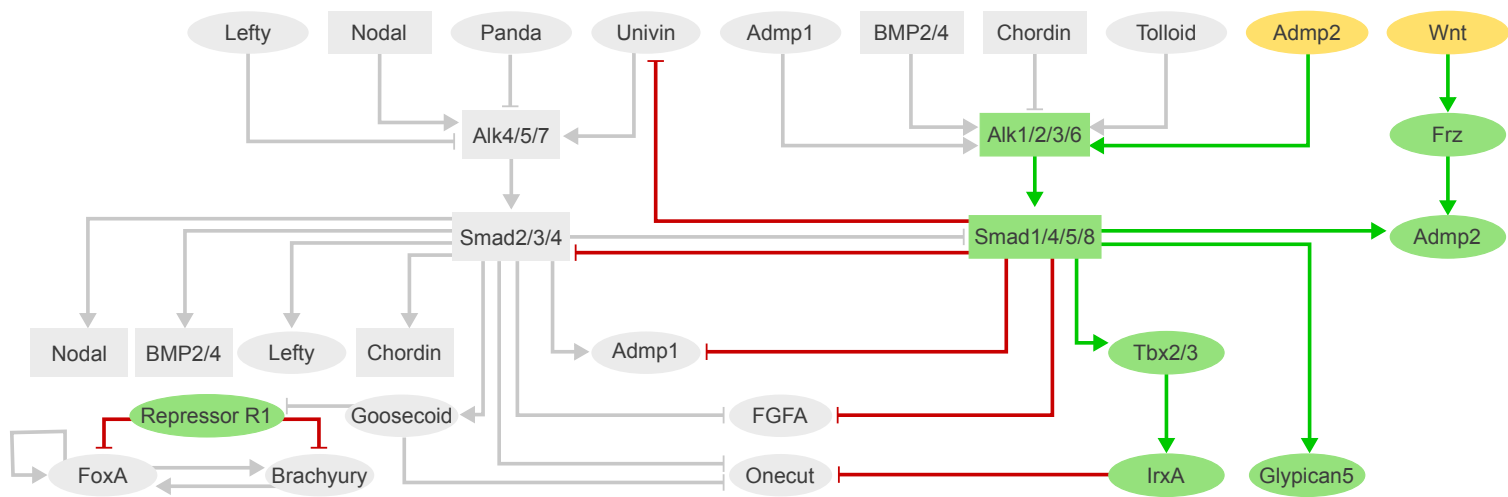 Lefty
Nodal
Panda
Univin
Admp1
BMP2/4
Chordin
Tolloid
Admp2
Wnt
Alk4/5/7
Alk1/2/3/6
Frz
Smad2/3/4
Smad1/4/5/8
Admp2
Nodal
BMP2/4
Lefty
Chordin
Admp1
Tbx2/3
Repressor R1
Goosecoid
FGFA
FoxA
Brachyury
Onecut
IrxA
Glypican5